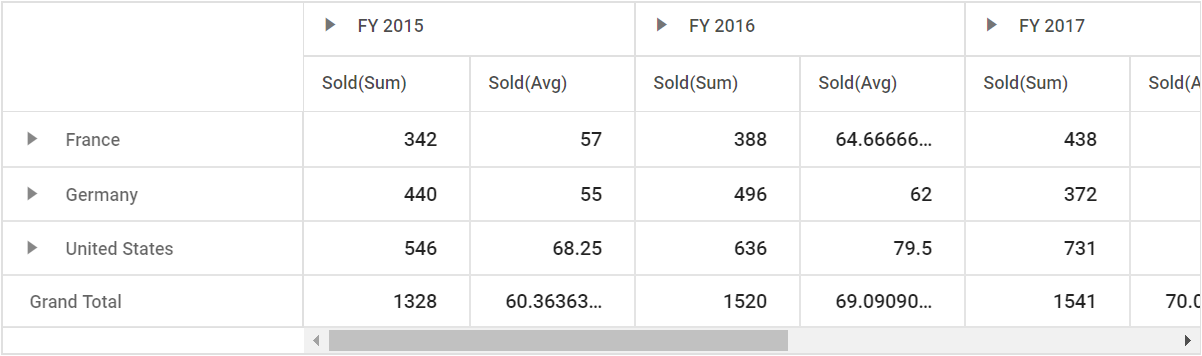 FY 2015 FY 2016 FY 2017
Sold(Sum) Sold(Avg) Sold(Sum) Sold(Avg) Sold(Sum) Sold(A
France 342 57 388 64.66666... 438
Germany 440 55 496 62 372
United States 546 68.25 636 79.5 731
Grand Total 1328 60.36363... 1520 69.09090... 1541 70.0